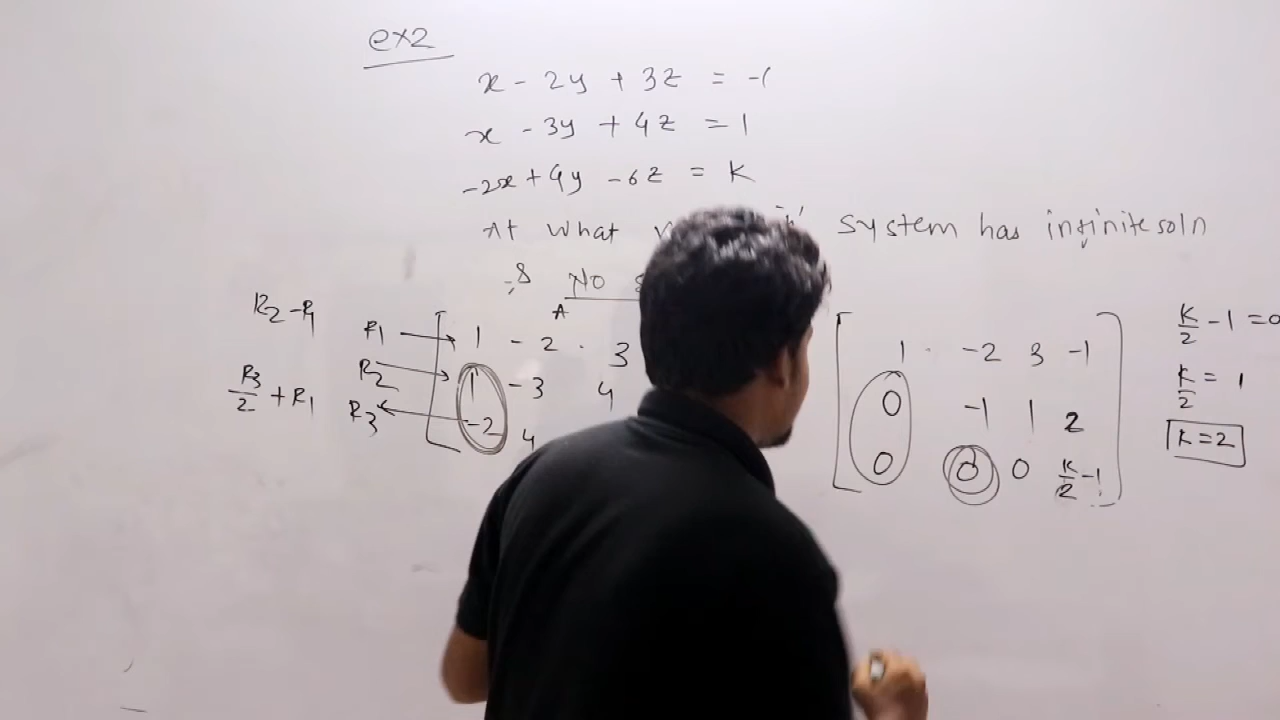 ex2
x - 2y + 3z = -1
x - 3y + 4z = 1
-2x + 4y - 6z = K
At what system has infinite soln
& No
A
R2 - R1
R3/2 + R1
R1 → [ 1 -2 3
R2 → 1 -3 4
R3 ← -2 4
[ 1 -2 3 -1 ]
0 -1 1 2
0 0 0 K/2 - 1
K/2 - 1 = 0
K/2 = 1
K = 2